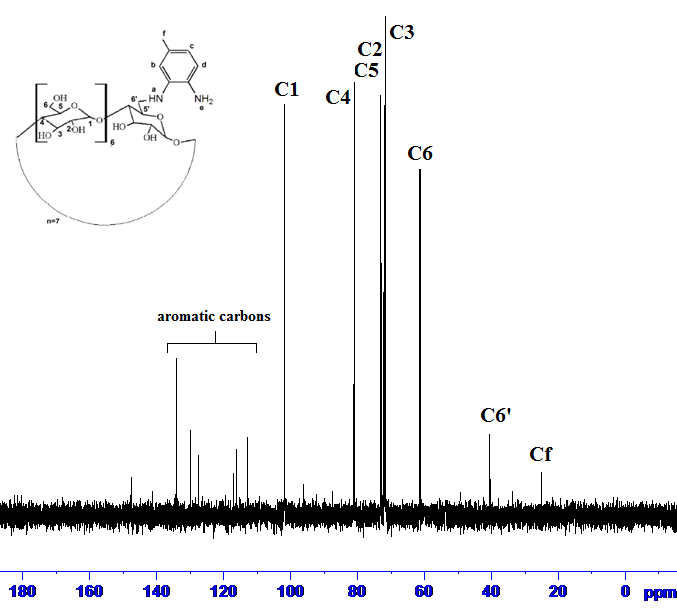 f
c
b
d
a
HN
NH₂
e
6'
5'
6
OH
5
O
4
HO
3
2
OH
1
O
6
HO
O
OH
O
n=7
aromatic carbons
C1
C4
C5
C2
C3
C6
C6'
Cf
180 160 140 120 100 80 60 40 20 0 ppm